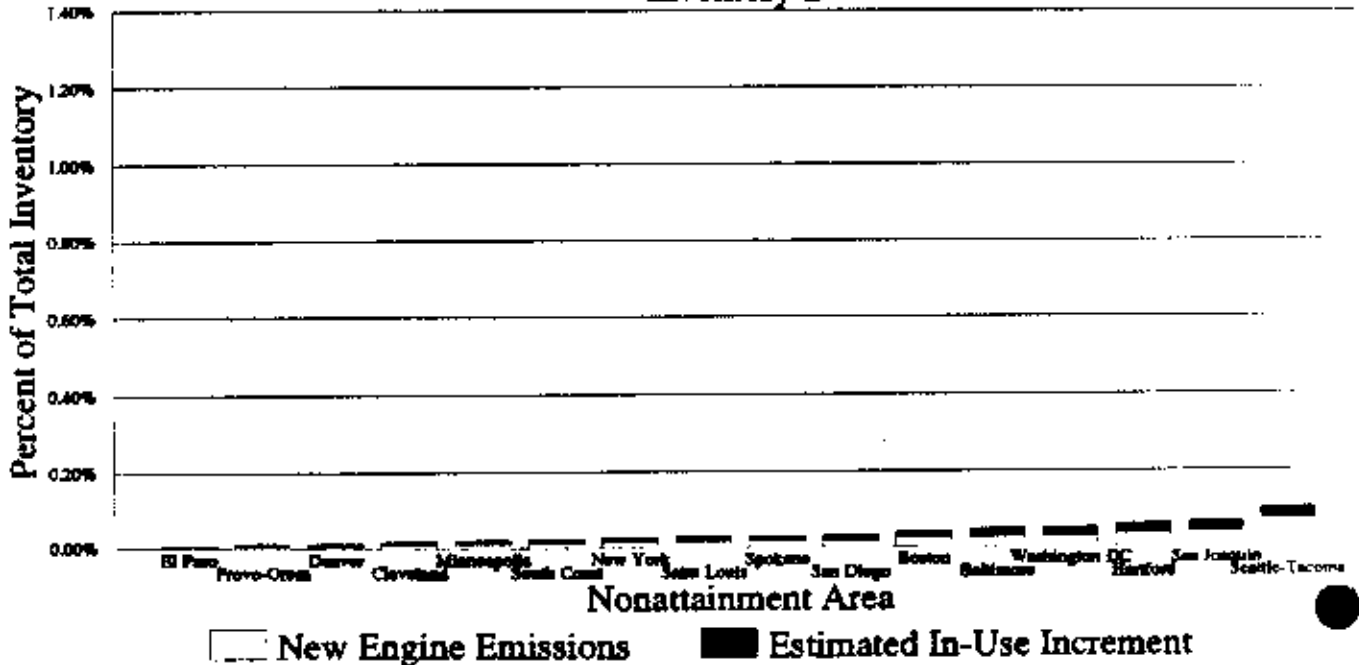 1.40%
1.20%
1.00%
0.80%
0.60%
0.40%
0.20%
0.00%
Percent of Total Inventory
El Paso Denver Minneapolis New York Spokane Boston Washington DC San Joaquin
Provo-Orem Cleveland South Coast Saint Louis San Diego Baltimore Hartford Seattle-Tacoma
Nonattainment Area
New Engine Emissions Estimated In-Use Increment